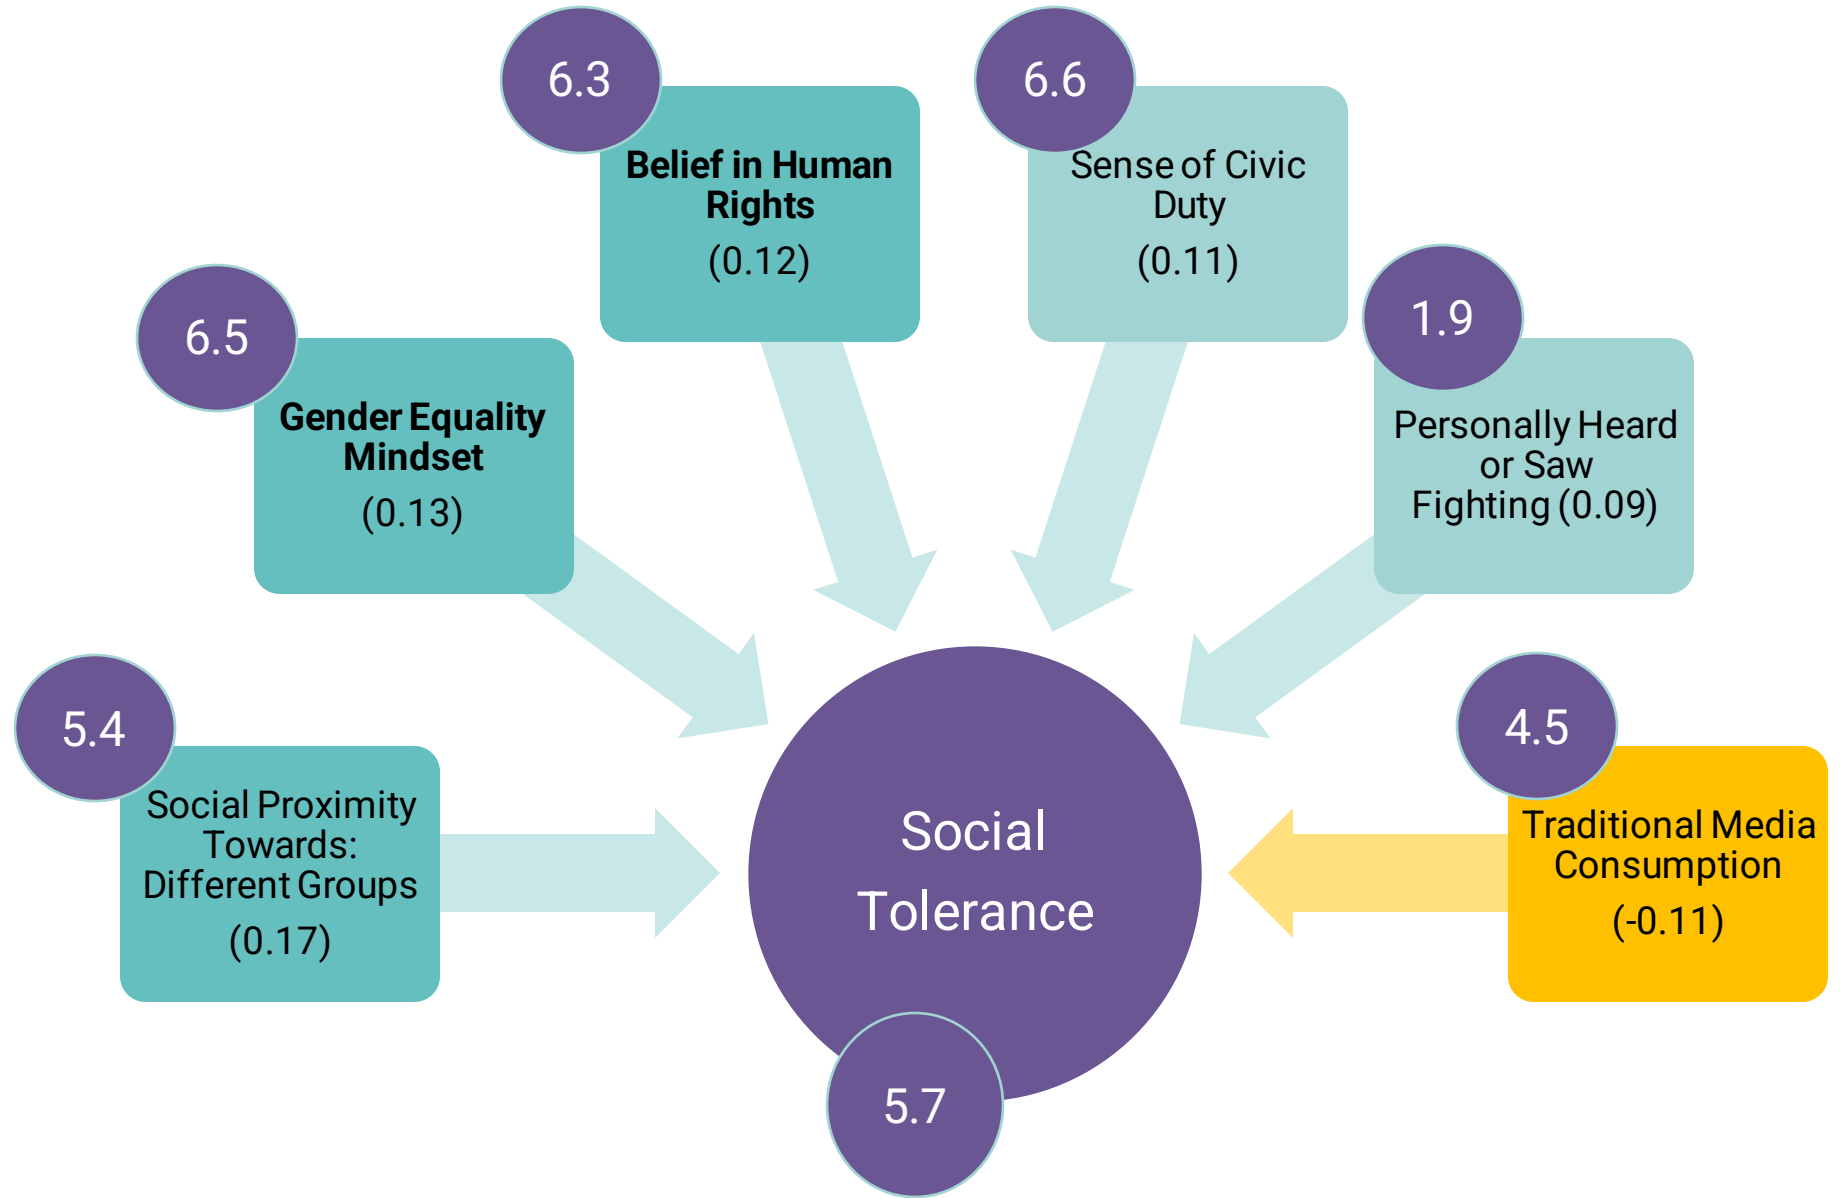 6.3
Belief in Human
Rights
(0.12)
6.6
Sense of Civic
Duty
(0.11)
6.5
Gender Equality
Mindset
(0.13)
1.9
Personally Heard
or Saw
Fighting (0.09)
5.4
Social Proximity
Towards:
Different Groups
(0.17)
4.5
Traditional Media
Consumption
(-0.11)
Social
Tolerance
5.7